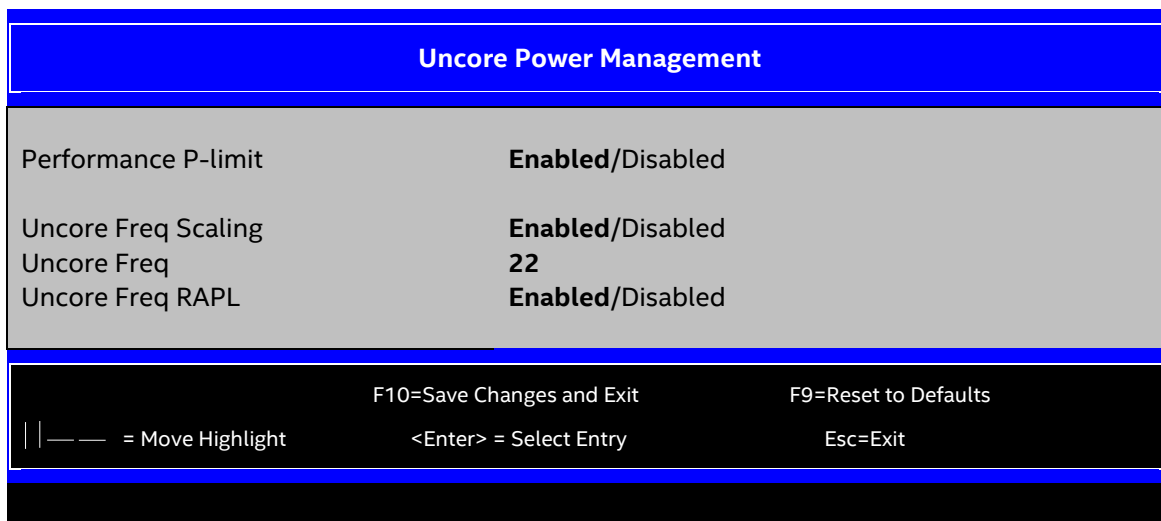 Uncore Power Management
Performance P-limit Enabled/Disabled
Uncore Freq Scaling Enabled/Disabled
Uncore Freq 22
Uncore Freq RAPL Enabled/Disabled
F10=Save Changes and Exit F9=Reset to Defaults
= Move Highlight <Enter> = Select Entry Esc=Exit